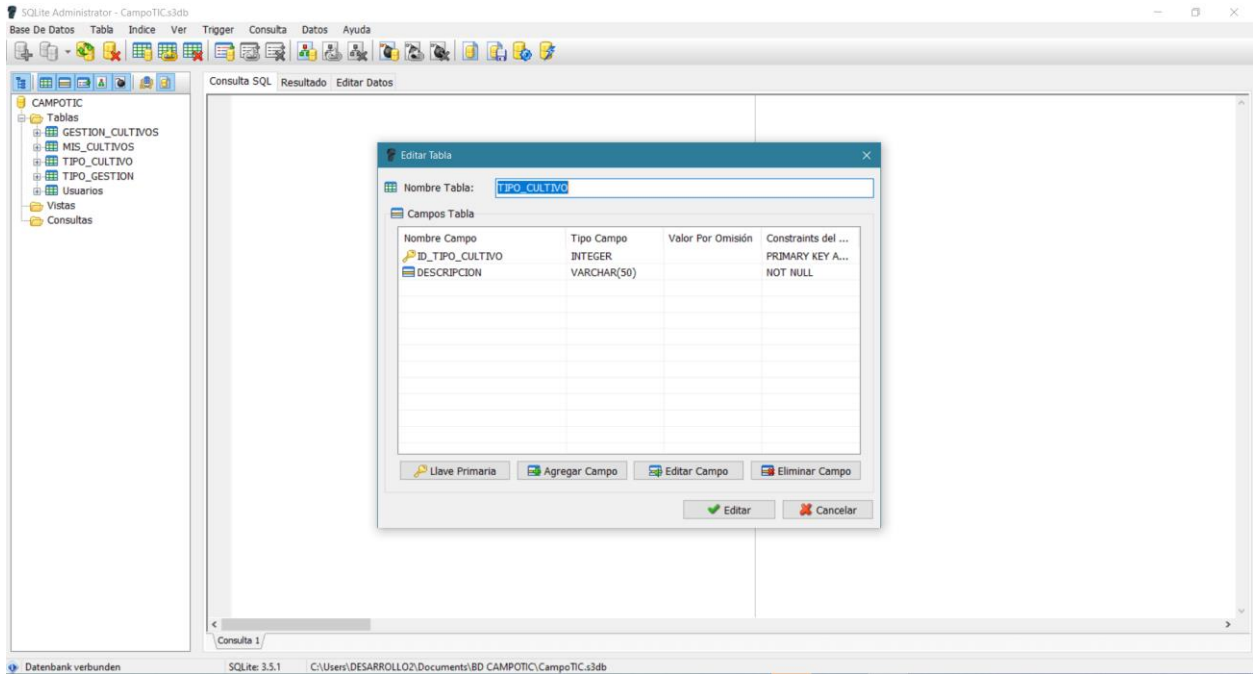 SQLite Administrator - CampoTIC.s3db
Base De Datos Tabla Indice Ver Trigger Consulta Datos Ayuda
Consulta SQL Resultado Editar Datos
CAMPOTIC
Tablas
GESTION_CULTIVOS
MIS_CULTIVOS
TIPO_CULTIVO
TIPO_GESTION
Usuarios
Vistas
Consultas
Editar Tabla
Nombre Tabla: TIPO_CULTIVO
Campos Tabla
Nombre Campo Tipo Campo Valor Por Omisión Constraints del ...
ID_TIPO_CULTIVO INTEGER PRIMARY KEY A...
DESCRIPCION VARCHAR(50) NOT NULL
Llave Primaria Agregar Campo Editar Campo Eliminar Campo
Editar Cancelar
Consulta 1
Datenbank verbunden SQLite: 3.5.1 C:\Users\DESARROLLO2\Documents\BD CAMPOTIC\CampoTIC.s3db